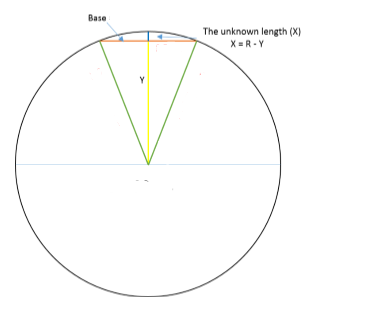 Base
The unknown length (X)
X = R - Y
Y